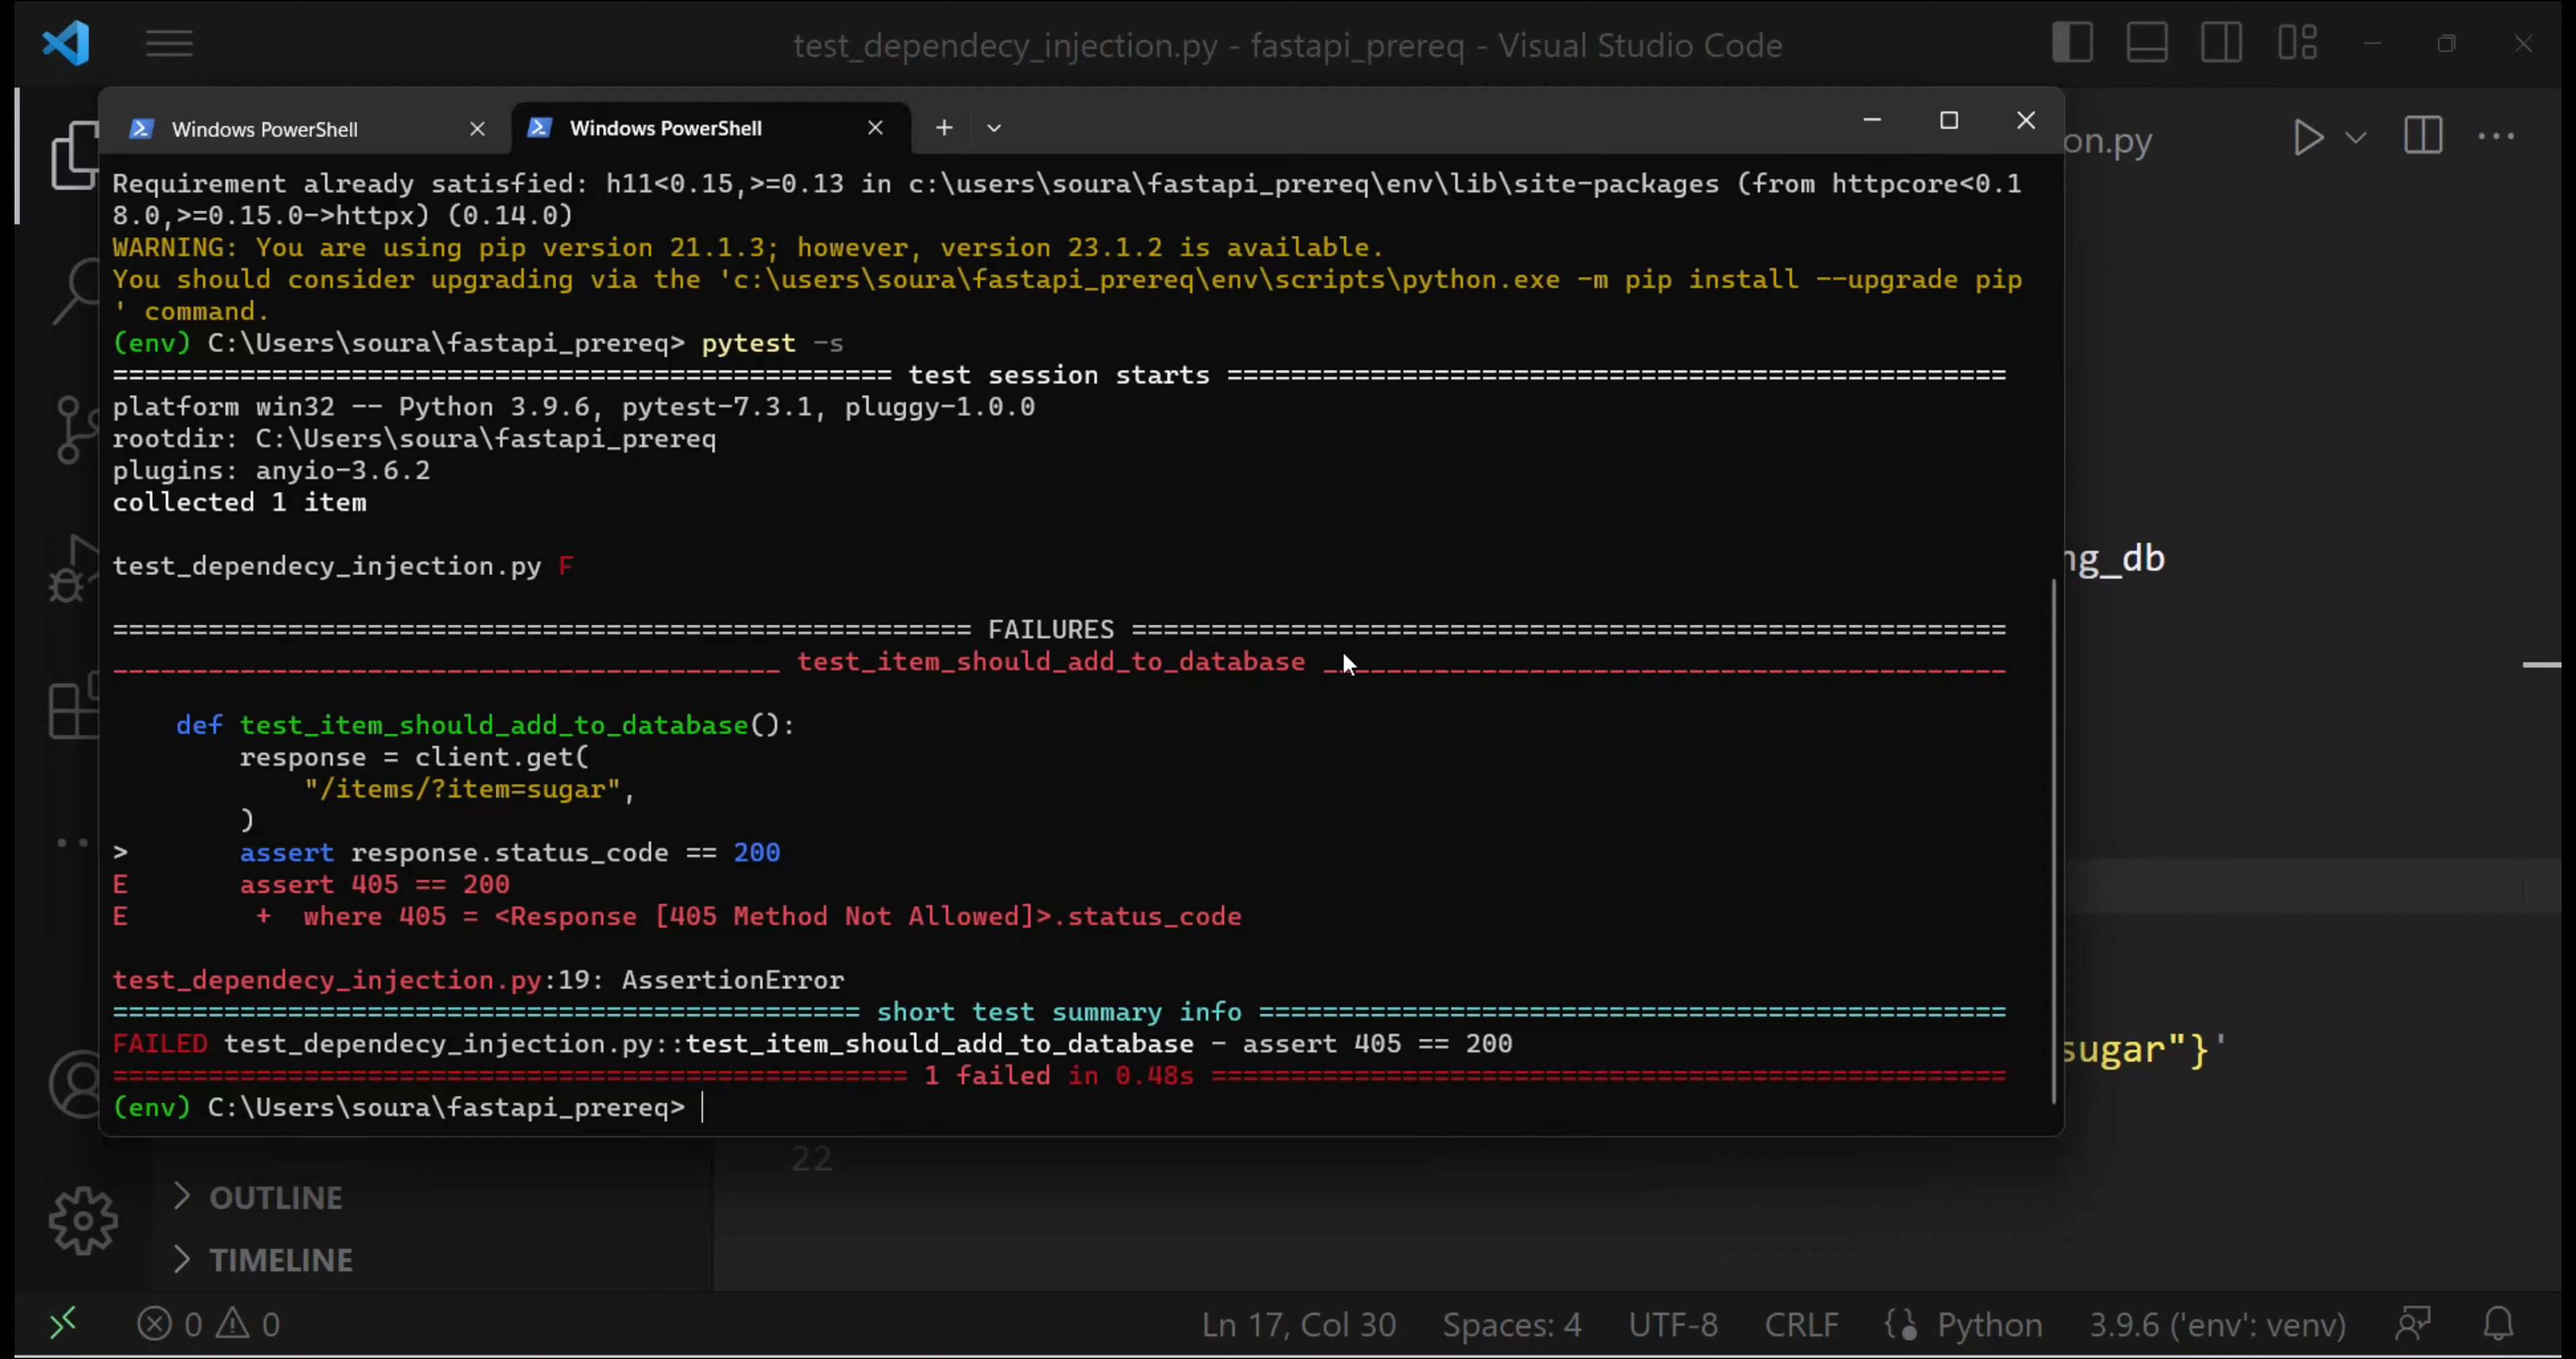 test_dependecy_injection.py - fastapi_prereq - Visual Studio Code
Windows PowerShell
Windows PowerShell
on.py
Requirement already satisfied: h11<0.15,>=0.13 in c:\users\soura\fastapi_prereq\env\lib\site-packages (from httpcore<0.1
8.0,>=0.15.0->httpx) (0.14.0)
WARNING: You are using pip version 21.1.3; however, version 23.1.2 is available.
You should consider upgrading via the 'c:\users\soura\fastapi_prereq\env\scripts\python.exe -m pip install --upgrade pip
' command.
(env) C:\Users\soura\fastapi_prereq> pytest -s
================================================= test session starts =================================================
platform win32 -- Python 3.9.6, pytest-7.3.1, pluggy-1.0.0
rootdir: C:\Users\soura\fastapi_prereq
plugins: anyio-3.6.2
collected 1 item
test_dependecy_injection.py F
ng_db
====================================================== FAILURES =======================================================
__________________________________________ test_item_should_add_to_database ___________________________________________
def test_item_should_add_to_database():
response = client.get(
"/items/?item=sugar",
)
> assert response.status_code == 200
E assert 405 == 200
E + where 405 = <Response [405 Method Not Allowed]>.status_code
test_dependecy_injection.py:19: AssertionError
=============================================== short test summary info ===============================================
FAILED test_dependecy_injection.py::test_item_should_add_to_database - assert 405 == 200
sugar"}'
================================================== 1 failed in 0.48s ==================================================
(env) C:\Users\soura\fastapi_prereq>
22
OUTLINE
TIMELINE
0 0 Ln 17, Col 30 Spaces: 4 UTF-8 CRLF Python 3.9.6 ('env': venv)